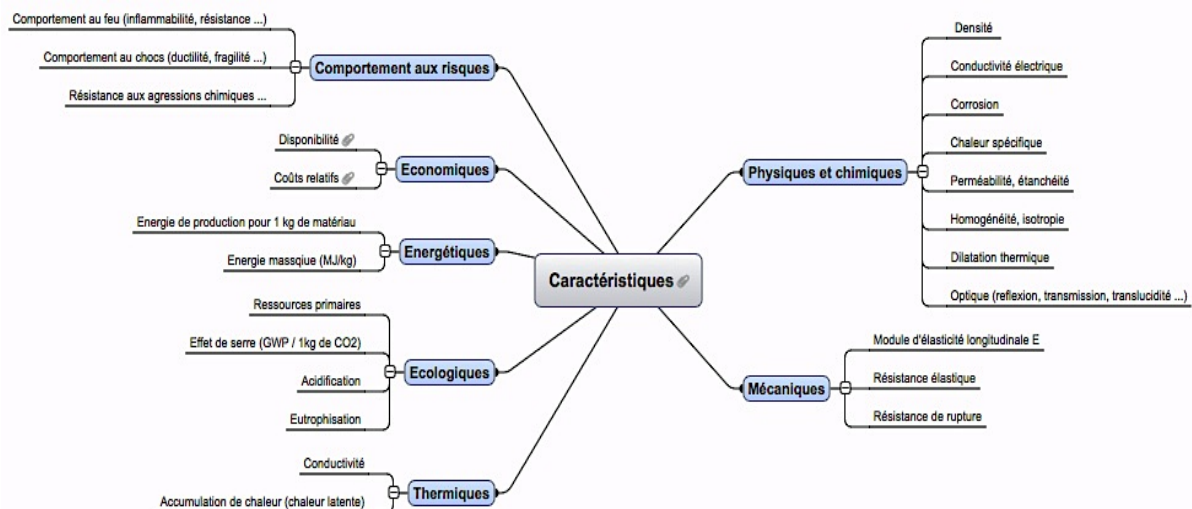 Caractéristiques
Comportement aux risques
Comportement au feu (inflammabilité, résistance ...)
Comportement au chocs (ductilité, fragilité ...)
Résistance aux agressions chimiques ...
Economiques
Disponibilité
Coûts relatifs
Energétiques
Energie de production pour 1 kg de matériau
Energie massqiue (MJ/kg)
Ecologiques
Ressources primaires
Effet de serre (GWP / 1kg de CO2)
Acidification
Eutrophisation
Thermiques
Conductivité
Accumulation de chaleur (chaleur latente)
Physiques et chimiques
Densité
Conductivité électrique
Corrosion
Chaleur spécifique
Perméabilité, étanchéité
Homogénéité, isotropie
Dilatation thermique
Optique (reflexion, transmission, translucidité ...)
Mécaniques
Module d'élasticité longitudinale E
Résistance élastique
Résistance de rupture